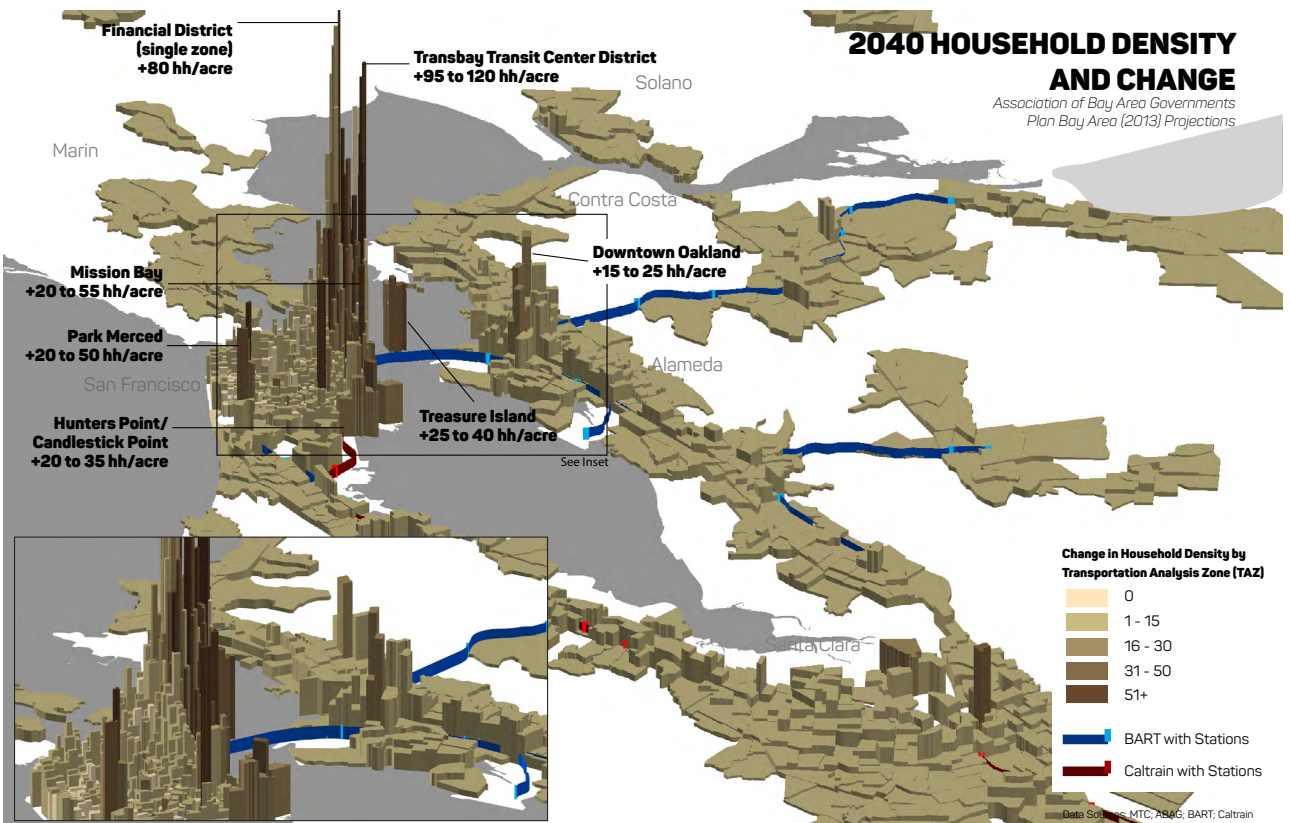 2040 HOUSEHOLD DENSITY
AND CHANGE
Association of Bay Area Governments
Plan Bay Area (2013) Projections
Financial District
(single zone)
+80 hh/acre
Transbay Transit Center District
+95 to 120 hh/acre
Solano
Marin
Contra Costa
Downtown Oakland
+15 to 25 hh/acre
Mission Bay
+20 to 55 hh/acre
Park Merced
+20 to 50 hh/acre
San Francisco
Alameda
Hunters Point/
Candlestick Point
+20 to 35 hh/acre
Treasure Island
+25 to 40 hh/acre
See Inset
Santa Clara
Change in Household Density by
Transportation Analysis Zone (TAZ)
0
1 - 15
16 - 30
31 - 50
51+
BART with Stations
Caltrain with Stations
Data Sources: MTC; ABAG; BART; Caltrain